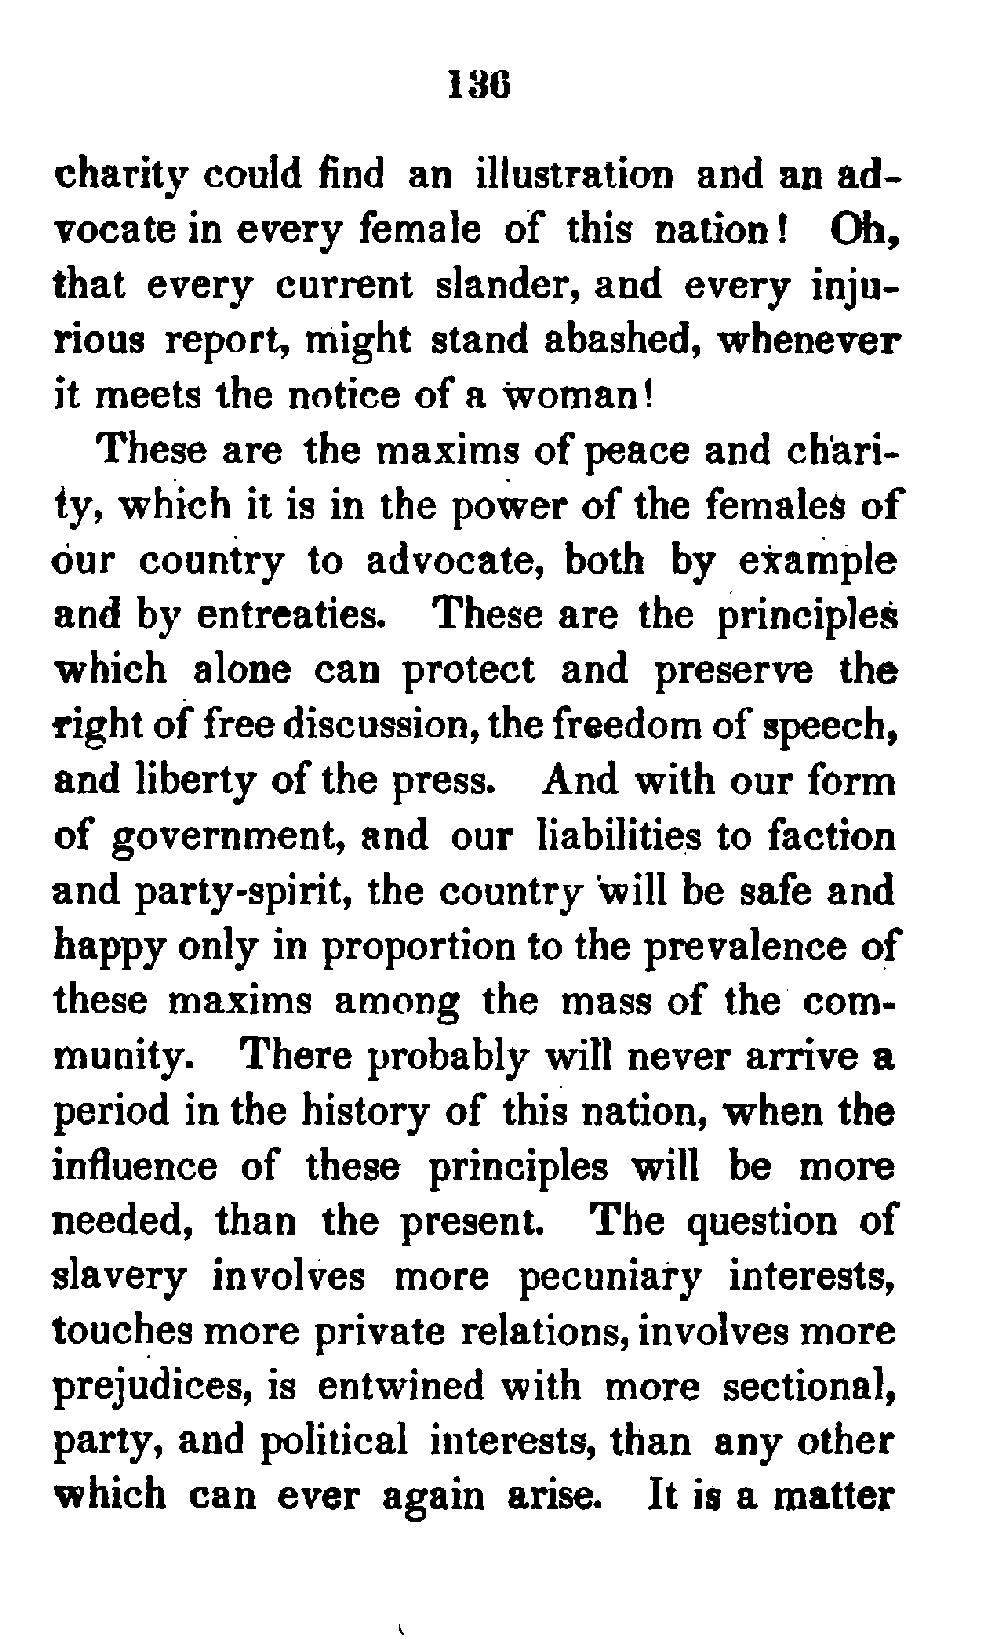 136
charity could find an illustration and an ad-
vocate in every female of this nation! Oh,
that every current slander, and every inju-
rious report, might stand abashed, whenever
it meets the notice of a woman!
These are the maxims of peace and chari-
ty, which it is in the power of the females of
our country to advocate, both by example
and by entreaties. These are the principles
which alone can protect and preserve the
right of free discussion, the freedom of speech,
and liberty of the press. And with our form
of government, and our liabilities to faction
and party-spirit, the country will be safe and
happy only in proportion to the prevalence of
these maxims among the mass of the com-
munity. There probably will never arrive a
period in the history of this nation, when the
influence of these principles will be more
needed, than the present. The question of
slavery involves more pecuniary interests,
touches more private relations, involves more
prejudices, is entwined with more sectional,
party, and political interests, than any other
which can ever again arise. It is a matter